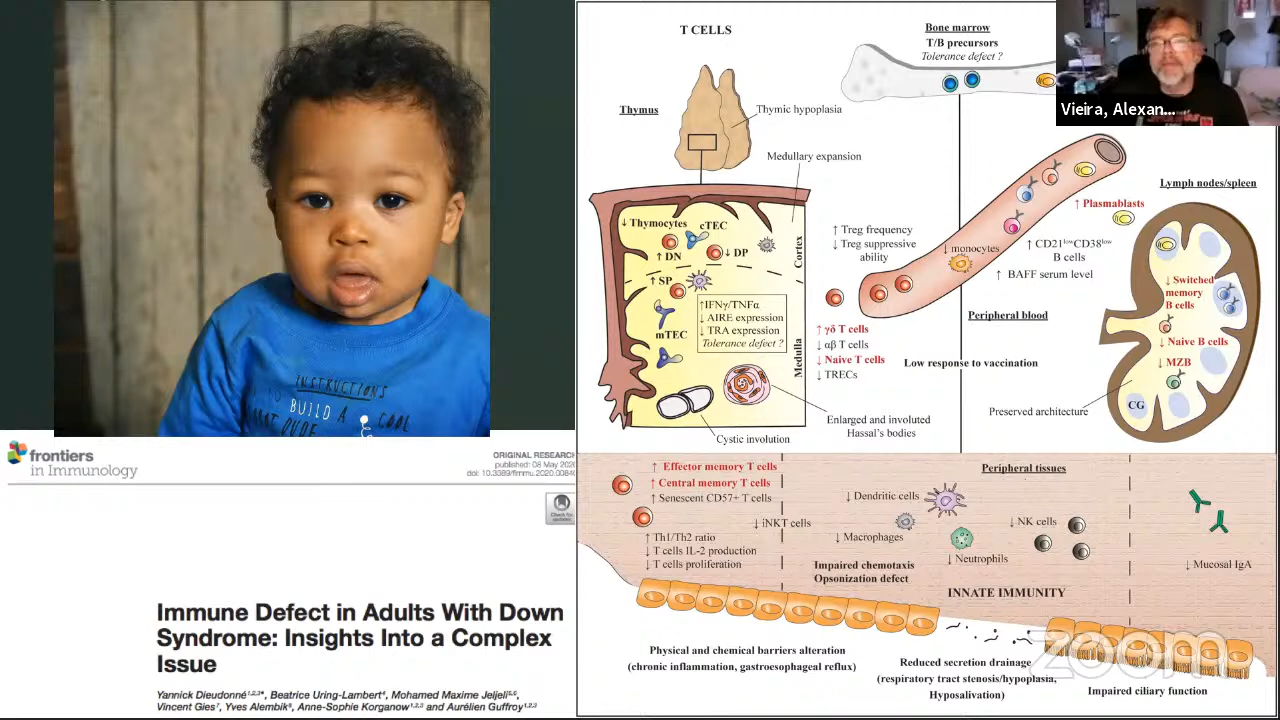 INSTRUCTIONS
BUILD A
COOL
frontiers
in Immunology
ORIGINAL RESEARC
published: 08 May 2020
Immune Defect in Adults With Down
Syndrome: Insights Into a Complex
Issue
Yannick Dieudonné
Beatrice Uring-Lambert
Mohamed Maxime Jeljeli
Vincent Gies
Yves Alembik
Anne-Sophie Korganow
and Aurélien Guffroy
T CELLS
Bone marrow
T/B precursors
Tolerance defect ?
Vieira, Alexan...
Thymus
Thymic hypoplasia
Medullary expansion
Lymph nodes/spleen
↑ Plasmablasts
↓ Thymocytes
cTEC
↑ DN
↓ DP
↑ SP
mTEC
Cortex
Medulla
↑IFNγ/TNFα
↓ AIRE expression
↓ TRA expression
Tolerance defect ?
↑ Treg frequency
↓ Treg suppressive
ability
↓ monocytes
↑ CD21lowCD38low
B cells
↑ BAFF serum level
↓ Switched
memory
B cells
↓ Naive B cells
↓ MZB
CG
Peripheral blood
↑ γδ T cells
↓ αβ T cells
↓ Naive T cells
↓ TRECs
Low response to vaccination
Preserved architecture
Enlarged and involuted
Hassal's bodies
Cystic involution
↑ Effector memory T cells
↑ Central memory T cells
↑ Senescent CD57+ T cells
Peripheral tissues
↓ Dendritic cells
↓ iNKT cells
↓ NK cells
↑ Th1/Th2 ratio
↓ T cells IL-2 production
↓ T cells proliferation
↓ Macrophages
↓ Neutrophils
↓ Mucosal IgA
Impaired chemotaxis
Opsonization defect
INNATE IMMUNITY
Physical and chemical barriers alteration
(chronic inflammation, gastroesophageal reflux)
Reduced secretion drainage
(respiratory tract stenosis/hypoplasia,
Hyposalivation)
Impaired ciliary function
zoom